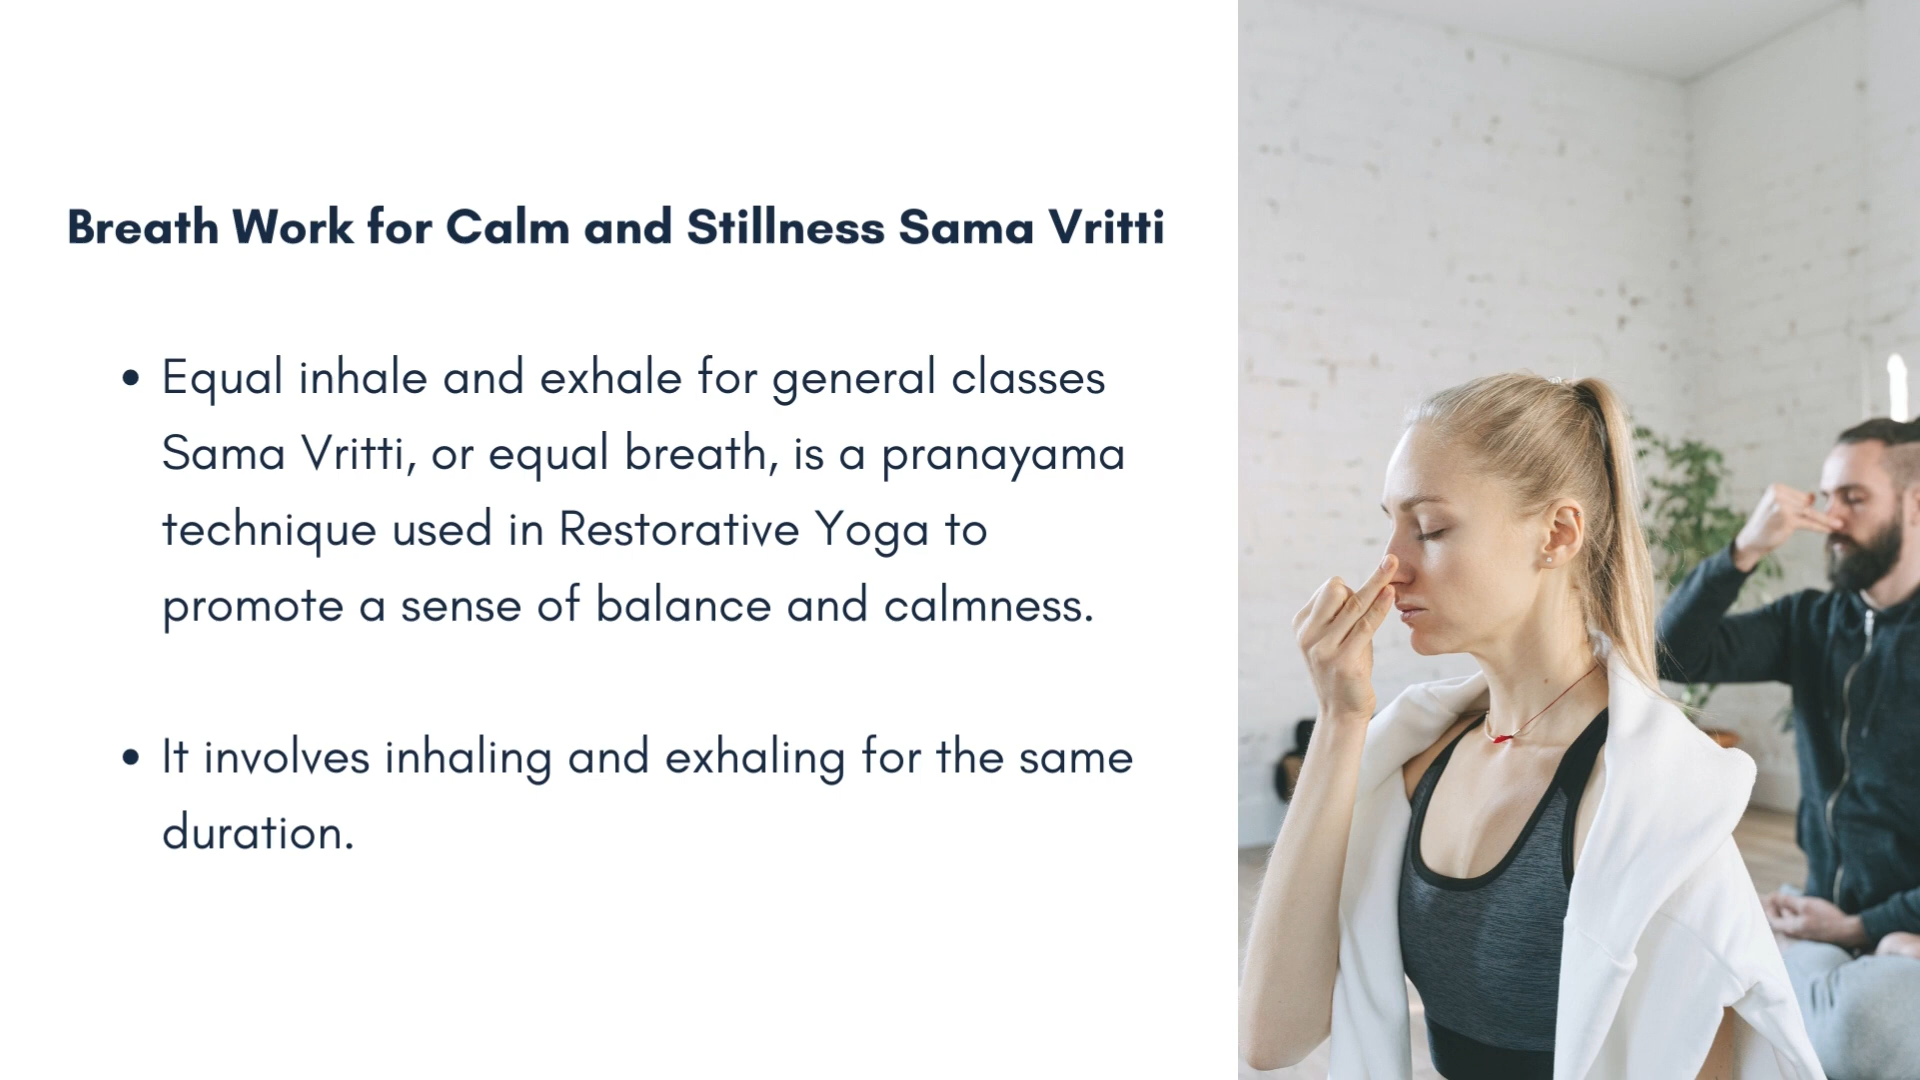 Breath Work for Calm and Stillness Sama Vritti
• Equal inhale and exhale for general classes
Sama Vritti, or equal breath, is a pranayama
technique used in Restorative Yoga to
promote a sense of balance and calmness.
• It involves inhaling and exhaling for the same
duration.